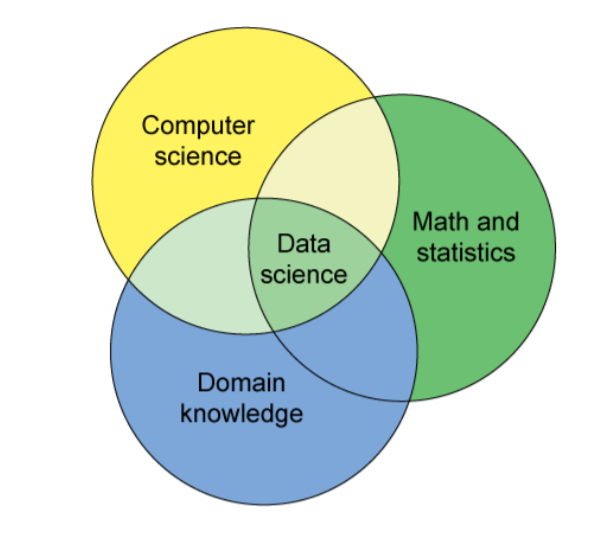 Computer
science
Math and
statistics
Data
science
Domain
knowledge